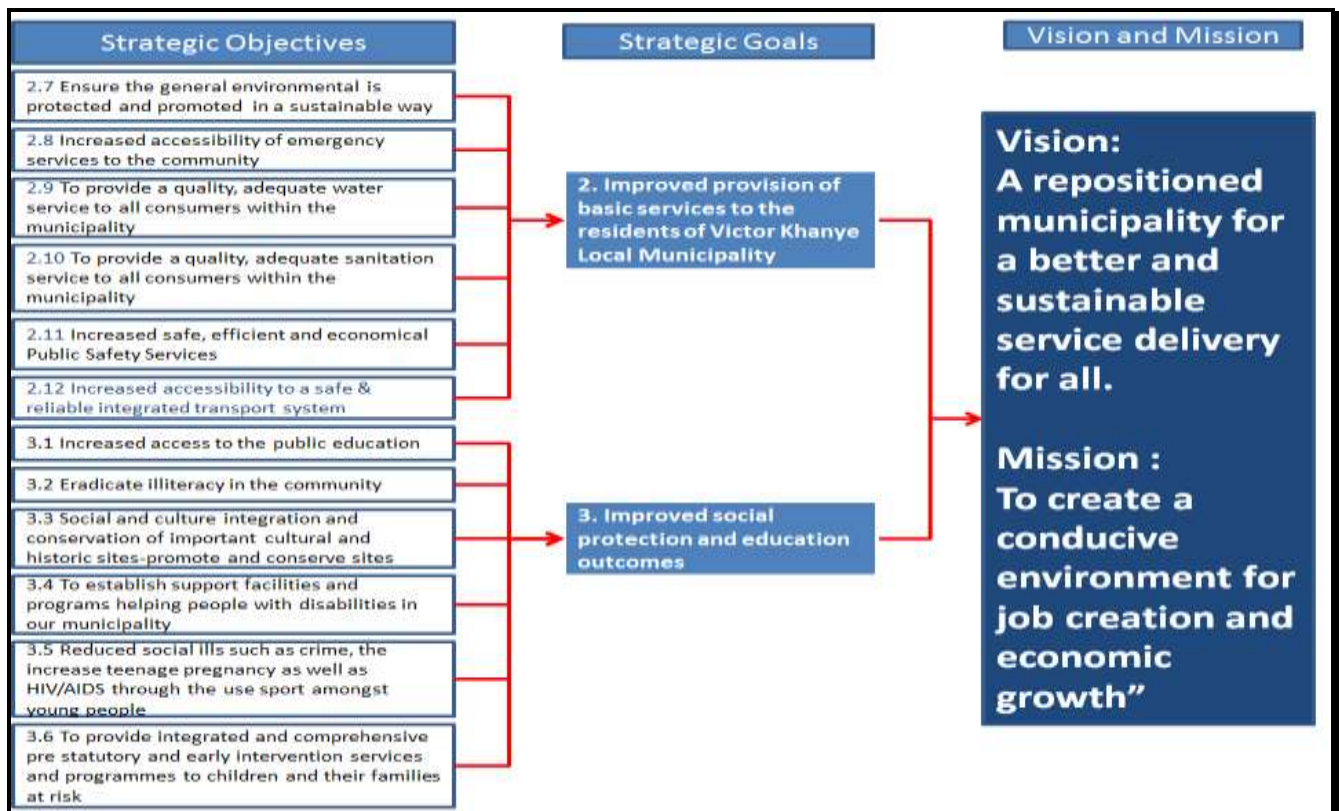 Strategic Objectives
Strategic Goals
Vision and Mission
2.7 Ensure the general environmental is
protected and promoted in a sustainable way
2.8 Increased accessibility of emergency
services to the community
2.9 To provide a quality, adequate water
service to all consumers within the
municipality
2.10 To provide a quality, adequate sanitation
service to all consumers within the
municipality
2.11 Increased safe, efficient and economical
Public Safety Services
2.12 Increased accessibility to a safe &
reliable integrated transport system
3.1 Increased access to the public education
3.2 Eradicate illiteracy in the community
3.3 Social and culture integration and
conservation of important cultural and
historic sites-promote and conserve sites
3.4 To establish support facilities and
programs helping people with disabilities in
our municipality
3.5 Reduced social ills such as crime, the
increase teenage pregnancy as well as
HIV/AIDS through the use sport amongst
young people
3.6 To provide integrated and comprehensive
pre statutory and early intervention services
and programmes to children and their families
at risk
2. Improved provision of
basic services to the
residents of Victor Khanye
Local Municipality
3. Improved social
protection and education
outcomes
Vision:
A repositioned
municipality for
a better and
sustainable
service delivery
for all.
Mission :
To create a
conducive
environment for
job creation and
economic
growth”